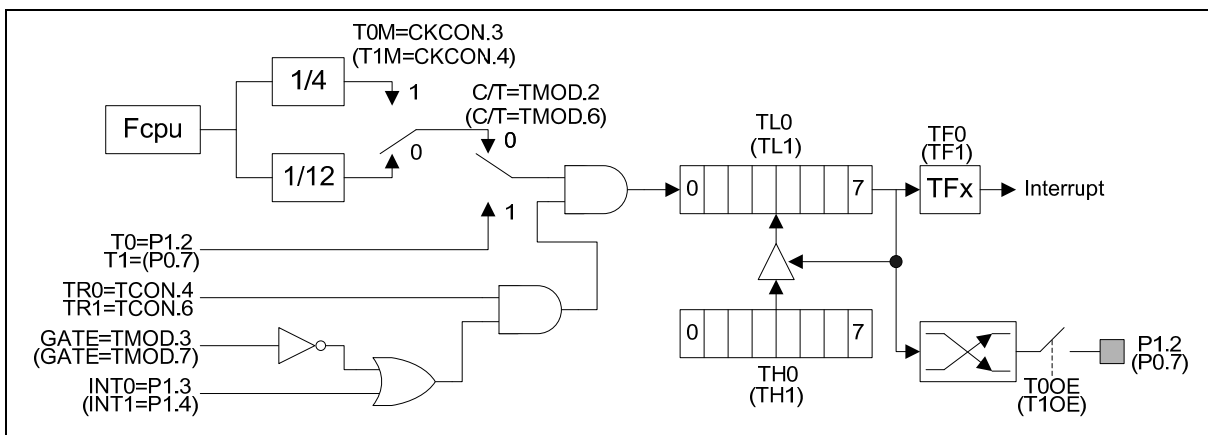 T0M=CKCON.3
(T1M=CKCON.4)
1/4
1
Fcpu
C/T=TMOD.2
(C/T=TMOD.6)
0
0
1/12
1
T0=P1.2
T1=(P0.7)
TR0=TCON.4
TR1=TCON.6
GATE=TMOD.3
(GATE=TMOD.7)
INT0=P1.3
(INT1=P1.4)
TL0
(TL1)
0 7
TF0
(TF1)
TFx
Interrupt
0 7
TH0
(TH1)
P1.2
(P0.7)
T0OE
(T1OE)